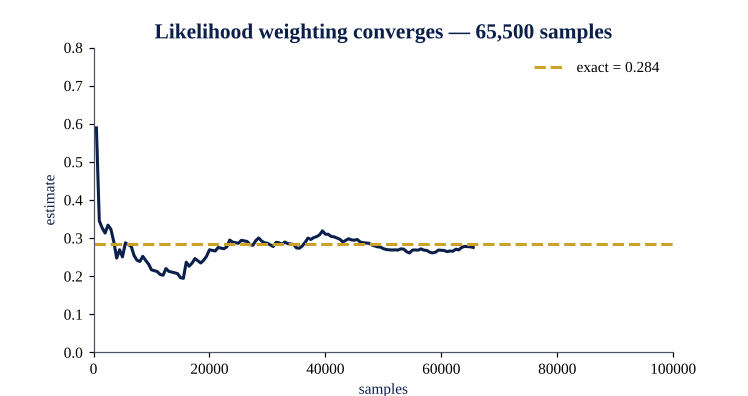 Likelihood weighting converges — 65,500 samples
exact = 0.284
0.8
0.7
0.6
0.5
0.4
0.3
0.2
0.1
0.0
estimate
0 20000 40000 60000 80000 100000
samples